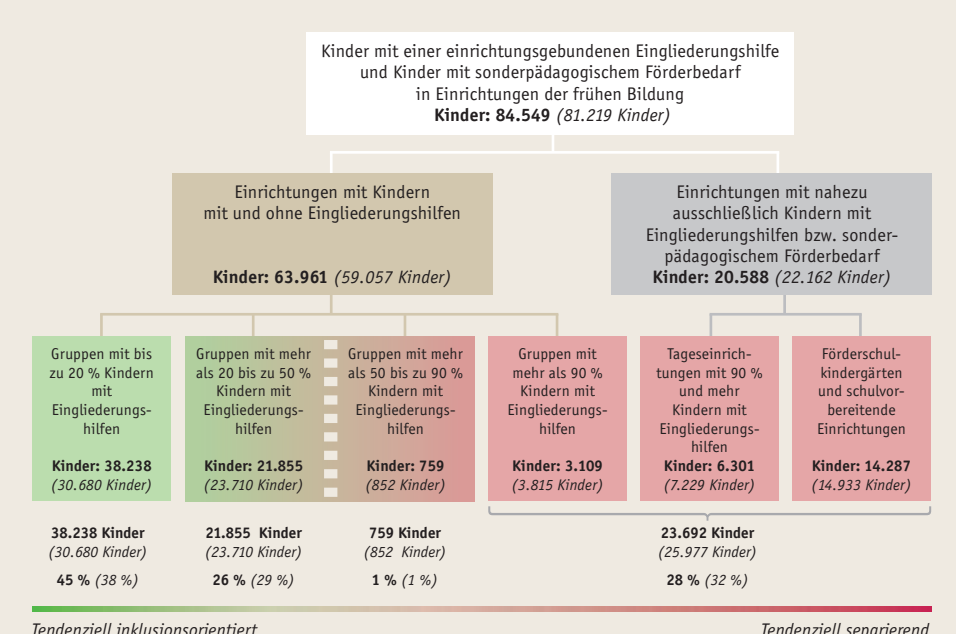 Kinder mit einer einrichtungsgebundenen Eingliederungshilfe
und Kinder mit sonderpädagogischem Förderbedarf
in Einrichtungen der frühen Bildung
Kinder: 84.549 (81.219 Kinder)
Einrichtungen mit Kindern
mit und ohne Eingliederungshilfen
Kinder: 63.961 (59.057 Kinder)
Einrichtungen mit nahezu
ausschließlich Kindern mit
Eingliederungshilfen bzw. sonder-
pädagogischem Förderbedarf
Kinder: 20.588 (22.162 Kinder)
Gruppen mit bis
zu 20 % Kindern
mit
Eingliederungs-
hilfen
Kinder: 38.238
(30.680 Kinder)
Gruppen mit mehr
als 20 bis zu 50 %
Kindern mit
Eingliederungs-
hilfen
Kinder: 21.855
(23.710 Kinder)
Gruppen mit mehr
als 50 bis zu 90 %
Kindern mit
Eingliederungs-
hilfen
Kinder: 759
(852 Kinder)
Gruppen mit
mehr als 90 %
Kindern mit
Eingliederungs-
hilfen
Kinder: 3.109
(3.815 Kinder)
Tageseinrich-
tungen mit 90 %
und mehr
Kindern mit
Eingliederungs-
hilfen
Kinder: 6.301
(7.229 Kinder)
Förderschul-
kindergärten
und schulvor-
bereitende
Einrichtungen
Kinder: 14.287
(14.933 Kinder)
38.238 Kinder
(30.680 Kinder)
45 % (38 %)
21.855 Kinder
(23.710 Kinder)
26 % (29 %)
759 Kinder
(852 Kinder)
1 % (1 %)
23.692 Kinder
(25.977 Kinder)
28 % (32 %)
Tendenziell inklusionsorientiert
Tendenziell separierend